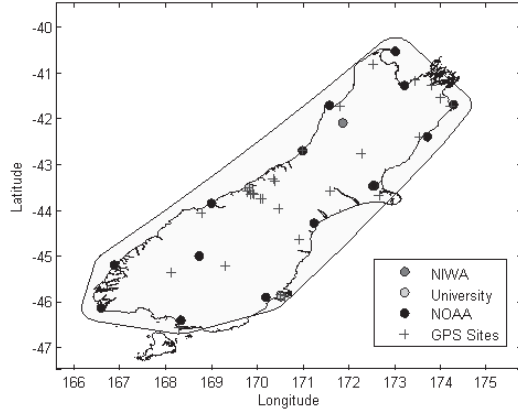 -40
-41
-42
-43
-44
-45
-46
-47
Latitude
166 167 168 169 170 171 172 173 174 175
Longitude
NIWA
University
NOAA
GPS Sites